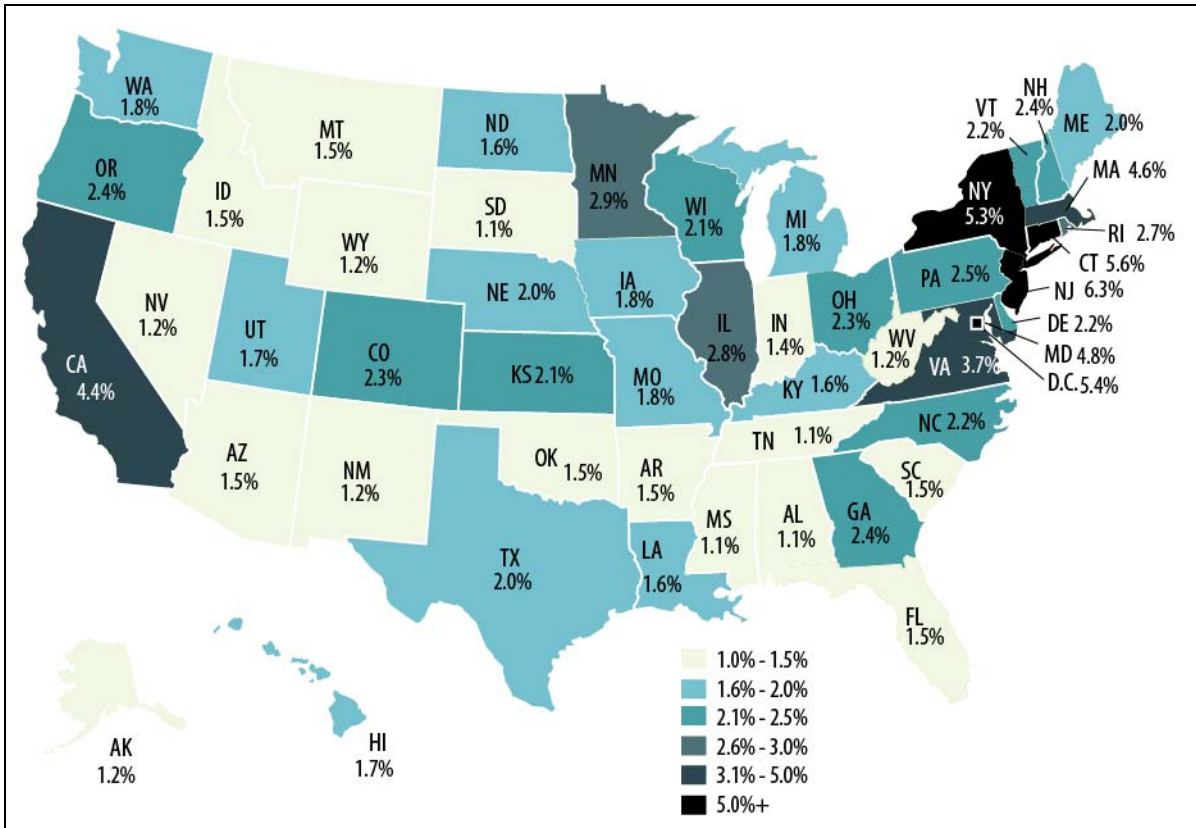 WA
1.8%
OR
2.4%
CA
4.4%
ID
1.5%
NV
1.2%
MT
1.5%
WY
1.2%
UT
1.7%
AZ
1.5%
CO
2.3%
NM
1.2%
ND
1.6%
SD
1.1%
NE 2.0%
KS 2.1%
OK
1.5%
TX
2.0%
MN
2.9%
IA
1.8%
MO
1.8%
AR
1.5%
LA
1.6%
WI
2.1%
IL
2.8%
MI
1.8%
IN
1.4%
OH
2.3%
KY 1.6%
TN 1.1%
MS
1.1%
AL
1.1%
GA
2.4%
FL
1.5%
SC
1.5%
NC 2.2%
VA 3.7%
WV
1.2%
PA 2.5%
NY
5.3%
VT
2.2%
NH
2.4%
ME 2.0%
MA 4.6%
RI 2.7%
CT 5.6%
NJ 6.3%
DE 2.2%
MD 4.8%
D.C.
5.4%
AK
1.2%
HI
1.7%
1.0% - 1.5%
1.6% - 2.0%
2.1% - 2.5%
2.6% - 3.0%
3.1% - 5.0%
5.0%+